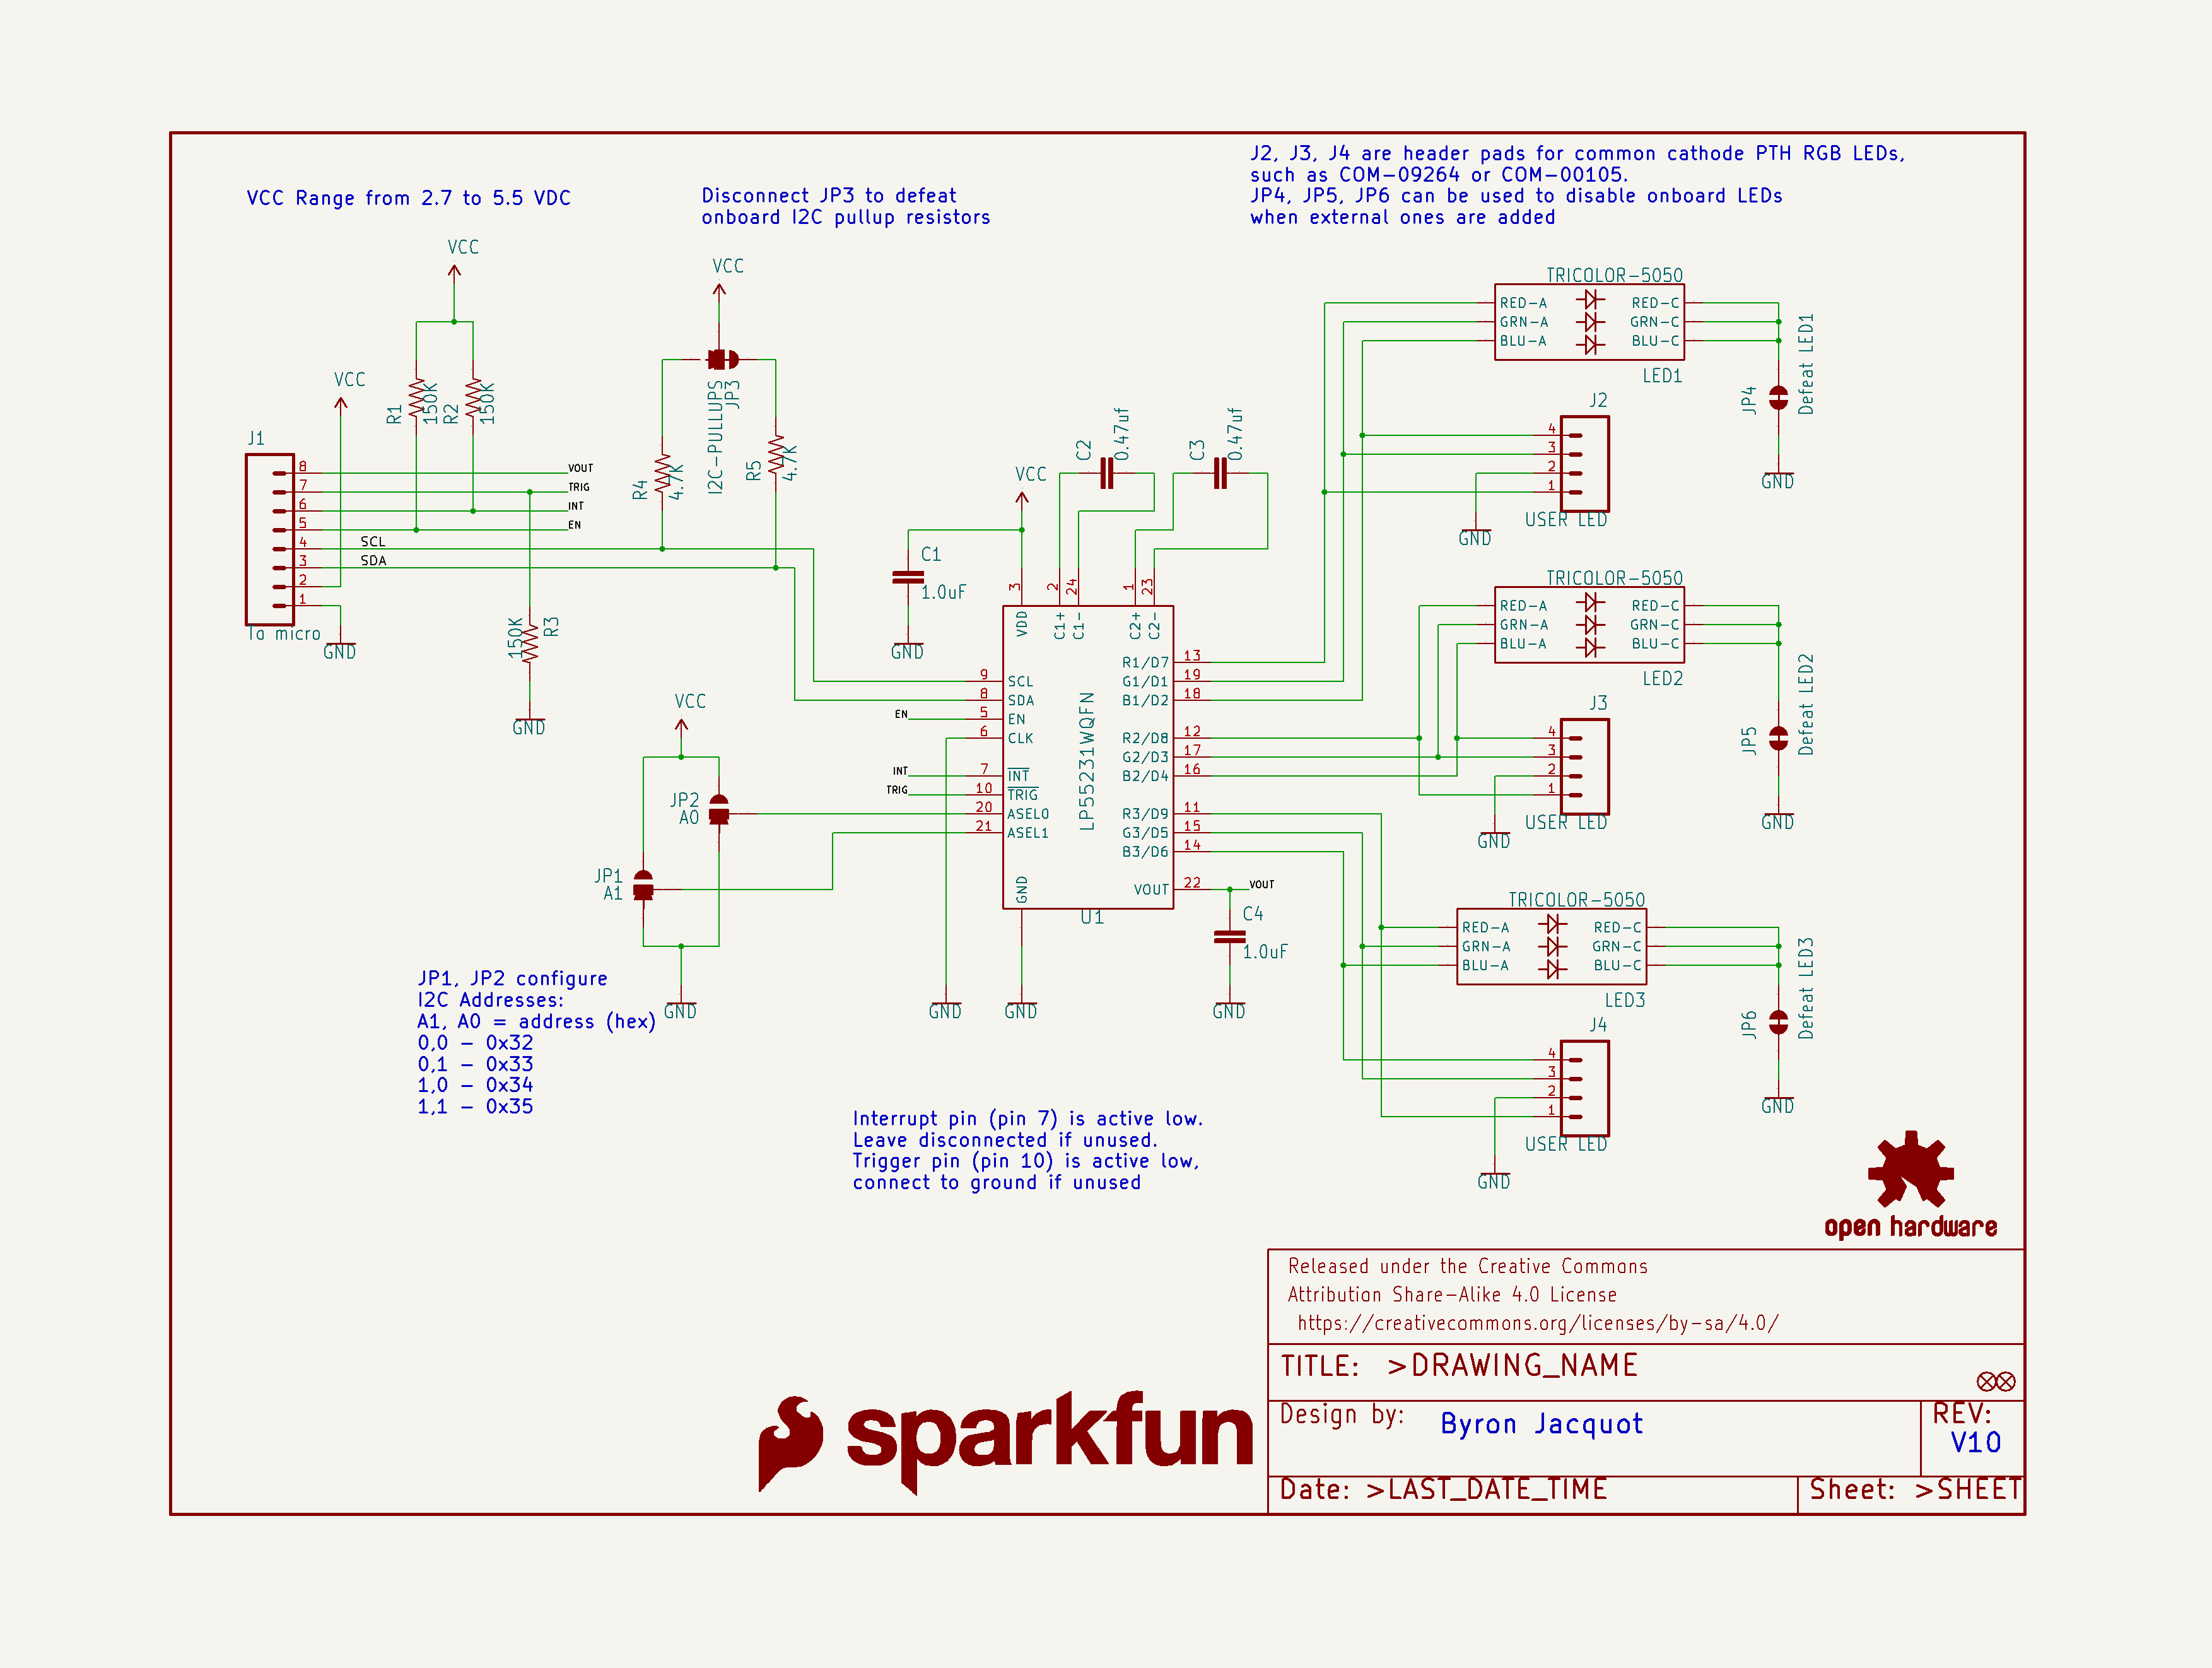 VCC Range from 2.7 to 5.5 VDC
Disconnect JP3 to defeat
onboard I2C pullup resistors
J2, J3, J4 are header pads for common cathode PTH RGB LEDs,
such as COM-09264 or COM-00105.
JP4, JP5, JP6 can be used to disable onboard LEDs
when external ones are added
VCC
R1
150K
R2
150K
VCC
J1
8
7
6
5
4
3
2
1
VOUT
TRIG
INT
EN
SCL
SDA
To micro
GND
150K
R3
GND
VCC
I2C-PULLUPS
JP3
R4
4.7K
R5
4.7K
VCC
C1
1.0uF
GND
C2
0.47uf
C3
0.47uf
3
2
24
1
23
VDD
C1+
C1-
C2+
C2-
9 SCL
8 SDA
EN 5 EN
6 CLK
INT 7 INT
TRIG 10 TRIG
20 ASEL0
21 ASEL1
LP55231WQFN
R1/D7 13
G1/D1 19
B1/D2 18
R2/D8 12
G2/D3 17
B2/D4 16
R3/D9 11
G3/D5 15
B3/D6 14
VOUT 22 VOUT
GND
U1
C4
1.0uF
GND
GND
GND
VCC
JP2
A0
JP1
A1
GND
JP1, JP2 configure
I2C Addresses:
A1, A0 = address (hex)
0,0 - 0x32
0,1 - 0x33
1,0 - 0x34
1,1 - 0x35
Interrupt pin (pin 7) is active low.
Leave disconnected if unused.
Trigger pin (pin 10) is active low,
connect to ground if unused
TRICOLOR-5050
RED-A RED-C
GRN-A GRN-C
BLU-A BLU-C
LED1
JP4
Defeat LED1
GND
J2
4
3
2
1
USER LED
GND
TRICOLOR-5050
RED-A RED-C
GRN-A GRN-C
BLU-A BLU-C
LED2
JP5
Defeat LED2
GND
J3
4
3
2
1
USER LED
GND
TRICOLOR-5050
RED-A RED-C
GRN-A GRN-C
BLU-A BLU-C
LED3
JP6
Defeat LED3
GND
J4
4
3
2
1
USER LED
GND
open hardware
Released under the Creative Commons
Attribution Share-Alike 4.0 License
https://creativecommons.org/licenses/by-sa/4.0/
TITLE: >DRAWING_NAME
Design by: Byron Jacquot
REV:
V10
Date: >LAST_DATE_TIME
Sheet: >SHEET
sparkfun